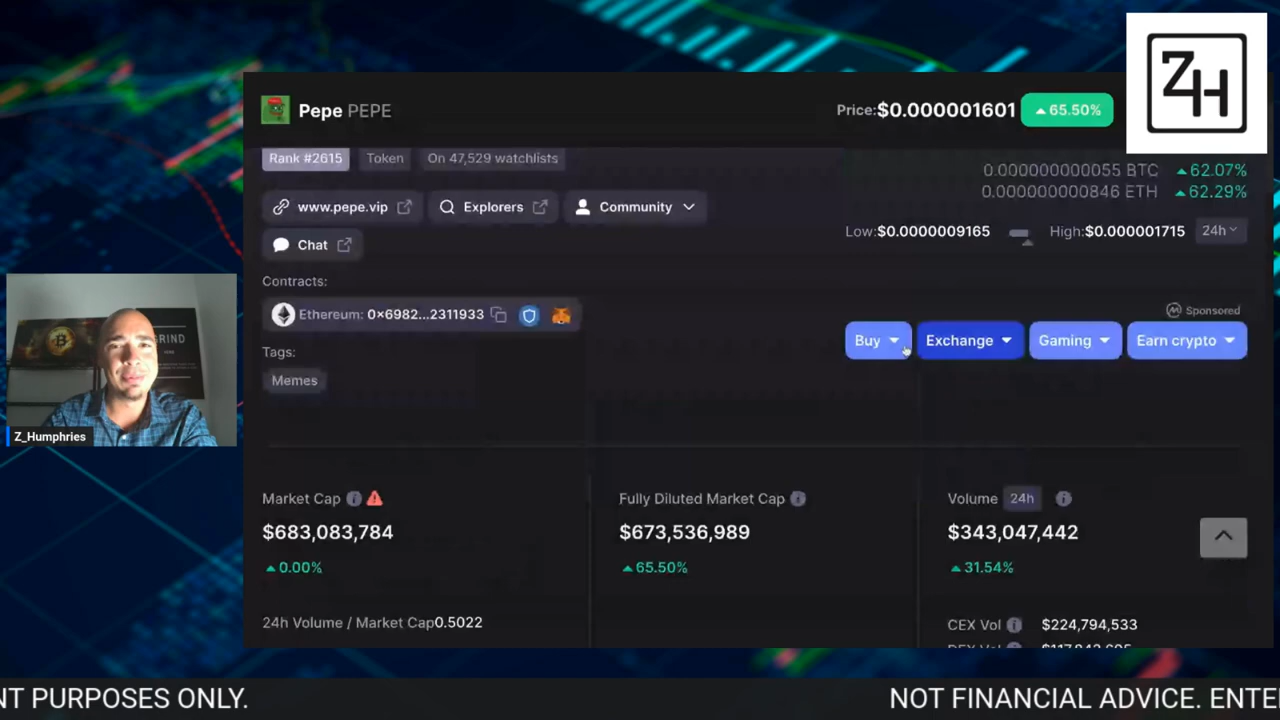 ZH
Pepe PEPE
Price:$0.000001601 65.50%
Rank #2615 Token On 47,529 watchlists
0.000000000055 BTC 62.07%
0.000000000846 ETH 62.29%
www.pepe.vip Explorers Community
Low:$0.0000009165 High:$0.000001715 24h
Chat
Contracts:
Ethereum: 0×6982...2311933
Sponsored
Buy Exchange Gaming Earn crypto
Tags:
Memes
GRIND
Z_Humphries
Market Cap Fully Diluted Market Cap Volume 24h
$683,083,784 $673,536,989 $343,047,442
0.00% 65.50% 31.54%
24h Volume / Market Cap0.5022
CEX Vol $224,794,533
NT PURPOSES ONLY. NOT FINANCIAL ADVICE. ENTE